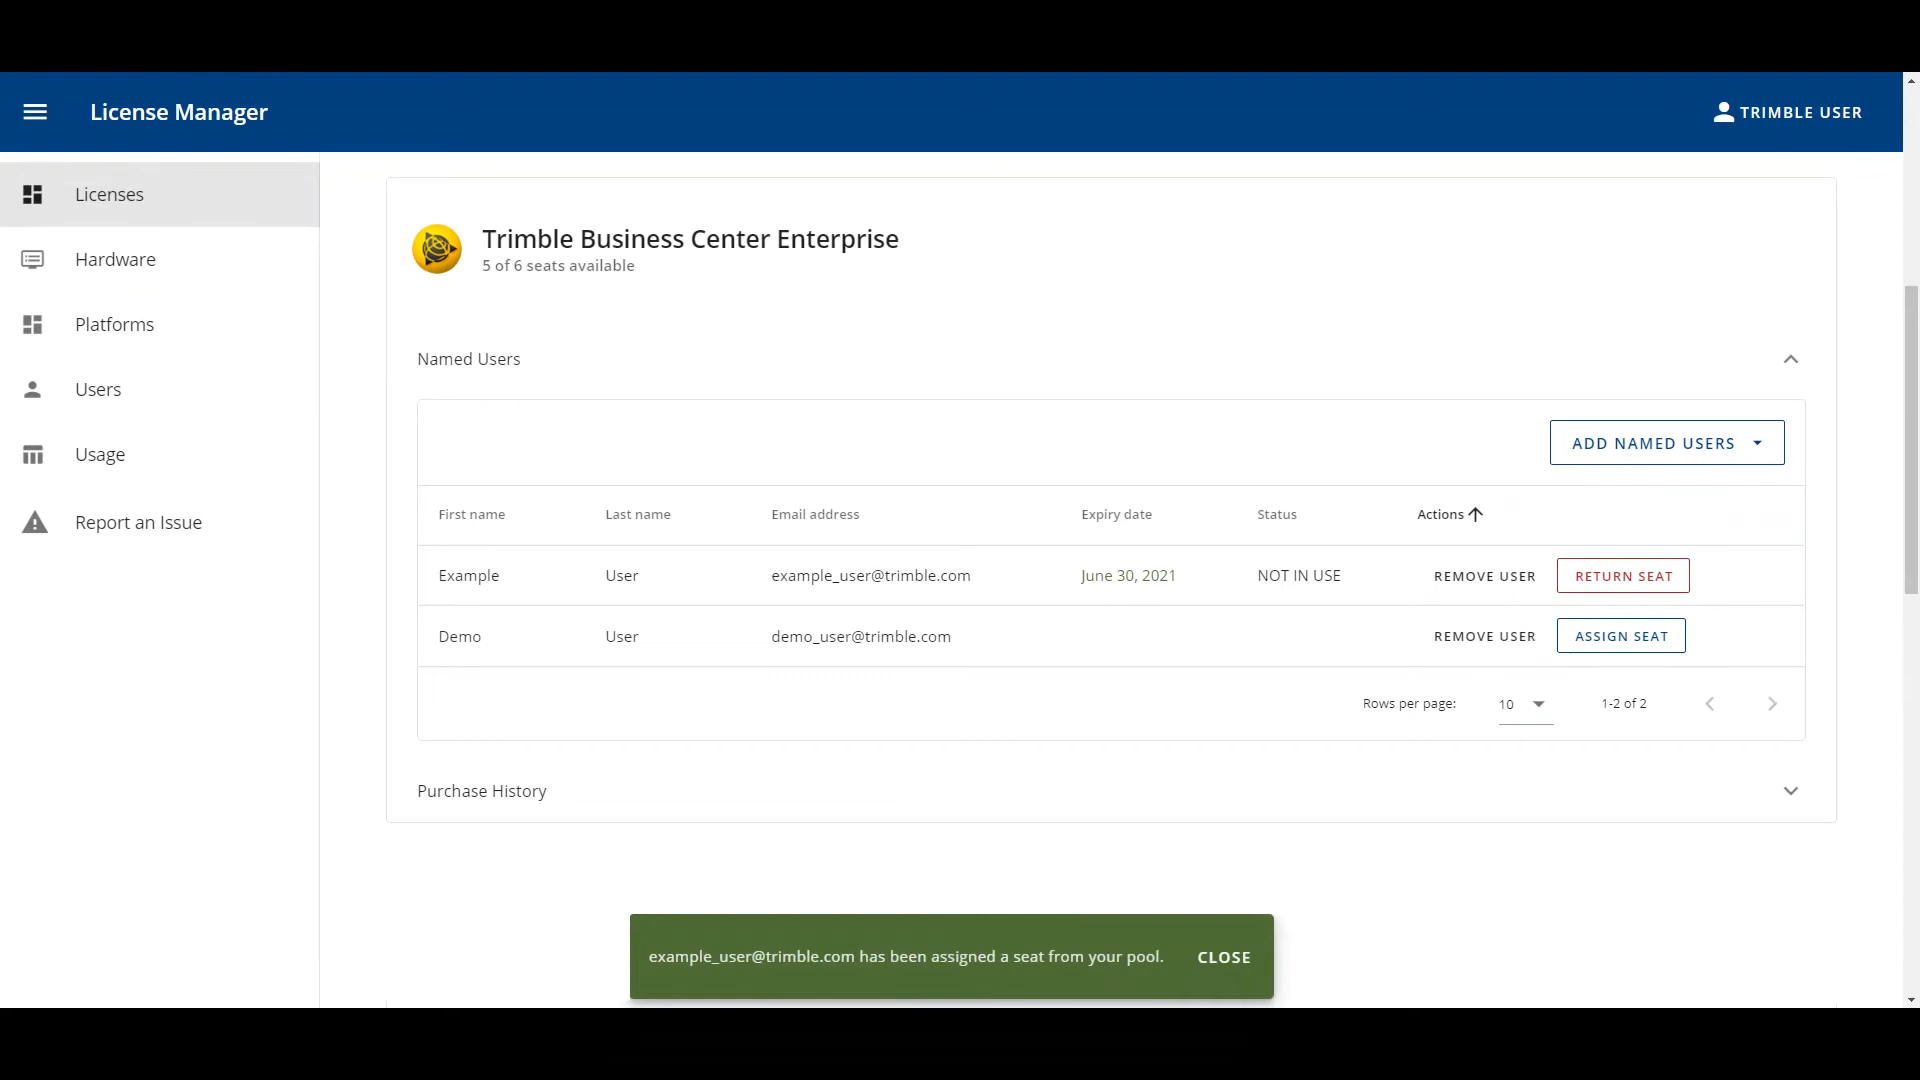 License Manager
TRIMBLE USER
Licenses
Hardware
Platforms
Users
Usage
Report an Issue
Trimble Business Center Enterprise
5 of 6 seats available
Named Users
ADD NAMED USERS
First name Last name Email address Expiry date Status Actions
Example User example_user@trimble.com June 30, 2021 NOT IN USE REMOVE USER RETURN SEAT
Demo User demo_user@trimble.com REMOVE USER ASSIGN SEAT
Rows per page: 10 1-2 of 2
Purchase History
example_user@trimble.com has been assigned a seat from your pool. CLOSE